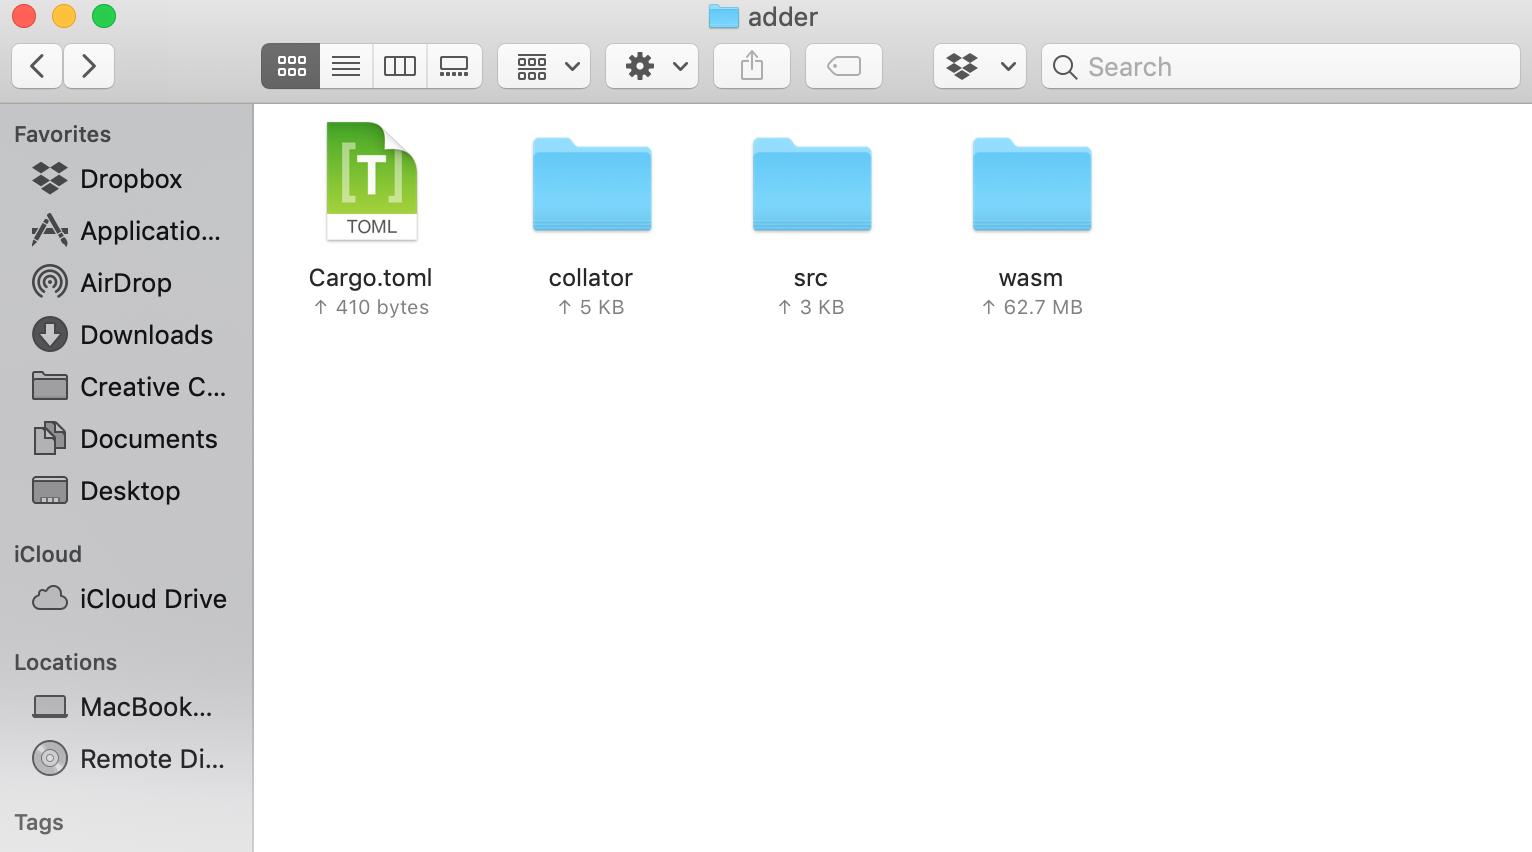 adder
Search
Favorites
Dropbox
Applicatio...
AirDrop
Downloads
Creative C...
Documents
Desktop
iCloud
iCloud Drive
Locations
MacBook...
Remote Di...
Tags
[T]
TOML
Cargo.toml
↑ 410 bytes
collator
↑ 5 KB
src
↑ 3 KB
wasm
↑ 62.7 MB